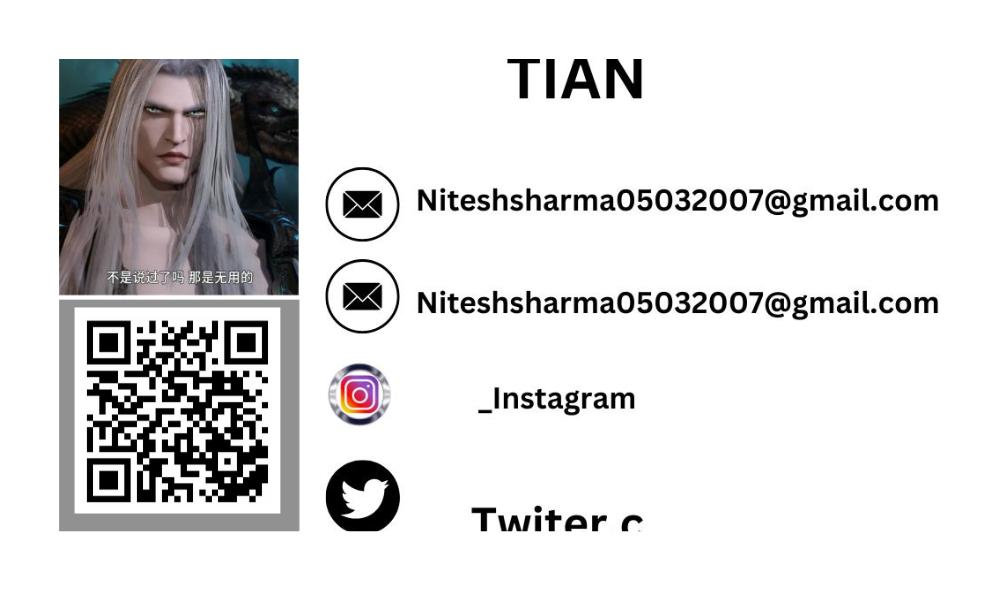 TIAN
Niteshsharma05032007@gmail.com
Niteshsharma05032007@gmail.com
_Instagram
Twiter c
不是说过了吗 那是无用的